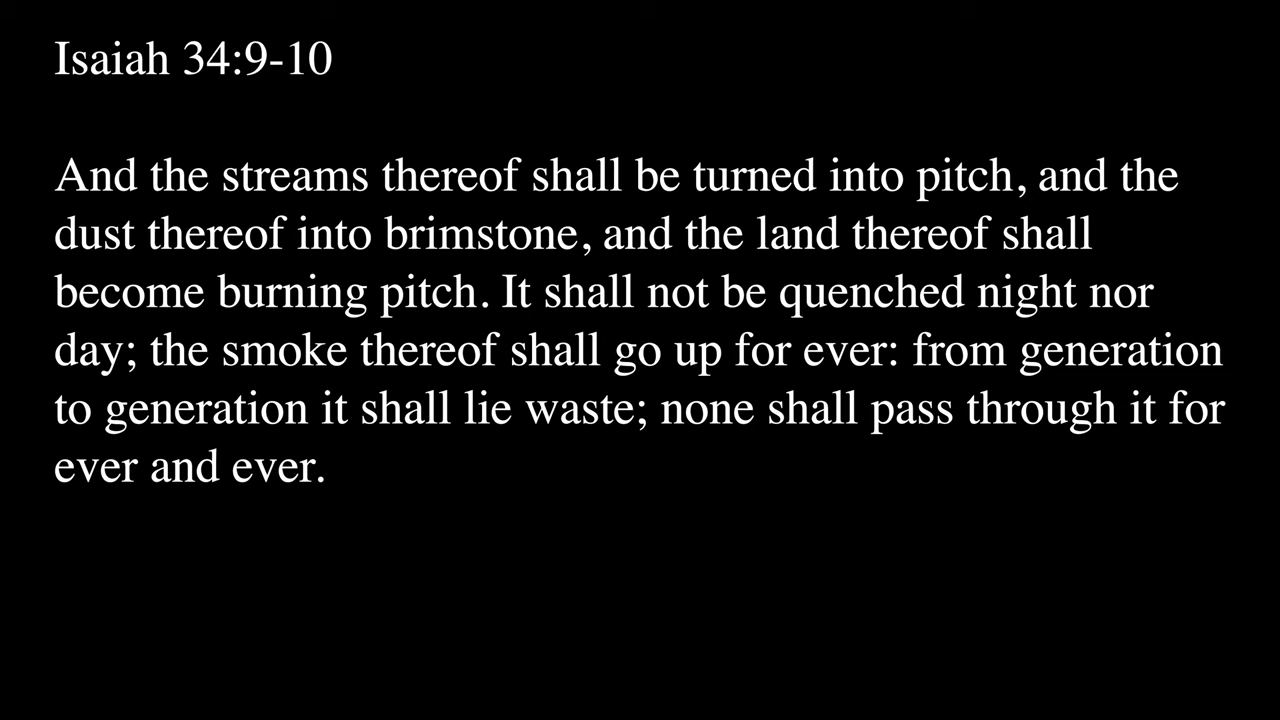 Isaiah 34:9-10
And the streams thereof shall be turned into pitch, and the
dust thereof into brimstone, and the land thereof shall
become burning pitch. It shall not be quenched night nor
day; the smoke thereof shall go up for ever: from generation
to generation it shall lie waste; none shall pass through it for
ever and ever.